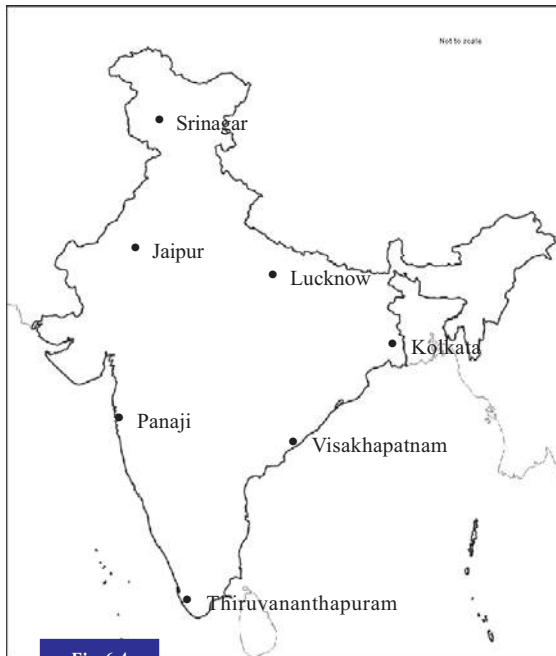 Not to scale
Srinagar
Jaipur
Lucknow
Kolkata
Panaji
Visakhapatnam
Thiruvananthapuram